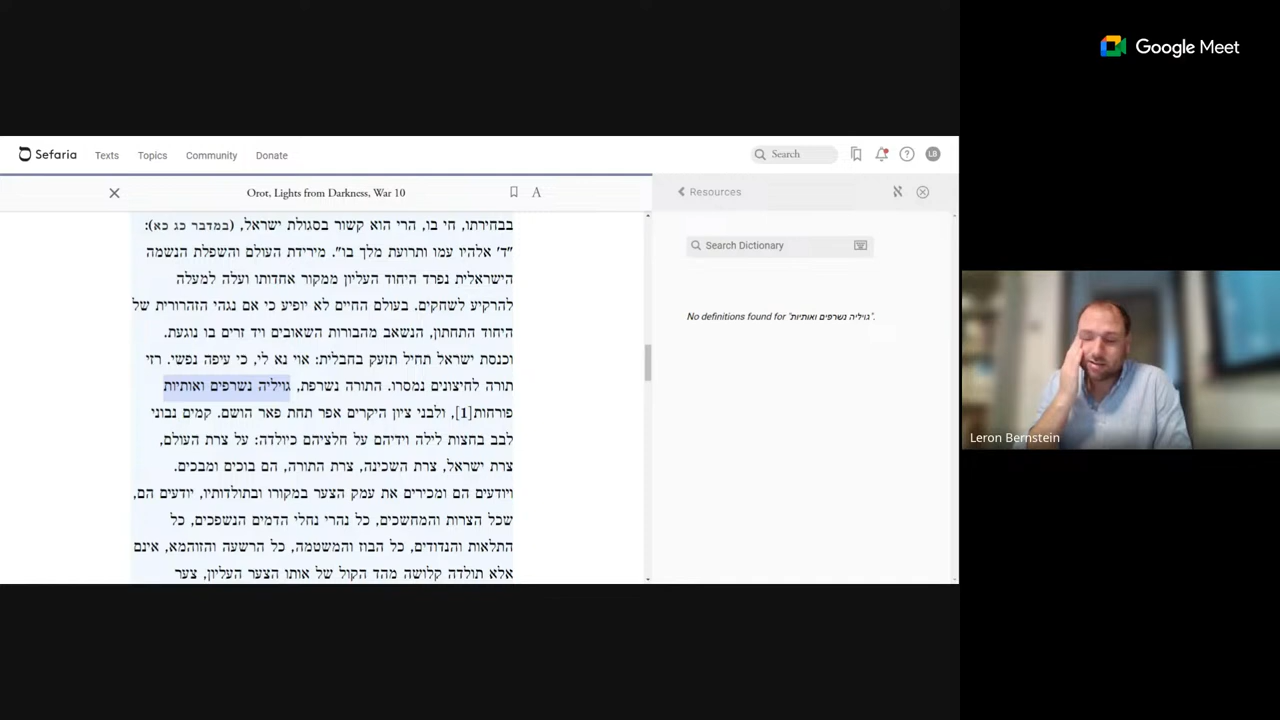 Google Meet
Sefaria
Texts
Topics
Community
Donate
Search
LB
Orot, Lights from Darkness, War 10
A
Resources
Search Dictionary
No definitions found for "גויליה נשרפים ואותיות".
בבחירתו, חי בו, הרי הוא קשור בסגולת ישראל, (במדבר כג כא):
"ד' אלהיו עמו ותרועת מלך בו". מירידת העולם והשפלת הנשמה
הישראלית נפרד היחוד העליון ממקור אחדותו ועלה למעלה
להרקיע לשחקים. בעולם החיים לא יופיע כי אם נגהי הזהרורית של
היחוד התחתון, הנשאב מהבורות השאובים ויד זרים בו נוגעת.
וכנסת ישראל תחיל תזעק בחבלית: אוי נא לי, כי עיפה נפשי. רזי
תורה לחיצונים נמסרו. התורה נשרפת, גויליה נשרפים ואותיות
פורחות[1], ולבני ציון היקרים אפר תחת פאר הושם. קמים נבוני
לבב בחצות לילה וידיהם על חלציהם כיולדה: על צרת העולם,
צרת ישראל, צרת השכינה, צרת התורה, הם בוכים ומבכים.
ויודעים הם ומכירים את עמק הצער במקורו ובתולדותיו, יודעים הם,
שכל הצרות והמחשכים, כל נהרי נחלי הדמים הנשפכים, כל
התלאות והנדודים, כל הבוז והמשטמה, כל הרשעה והזוהמא, אינם
אלא תולדה קלושה מהד הקול של אותו הצער העליון, צער
Leron Bernstein